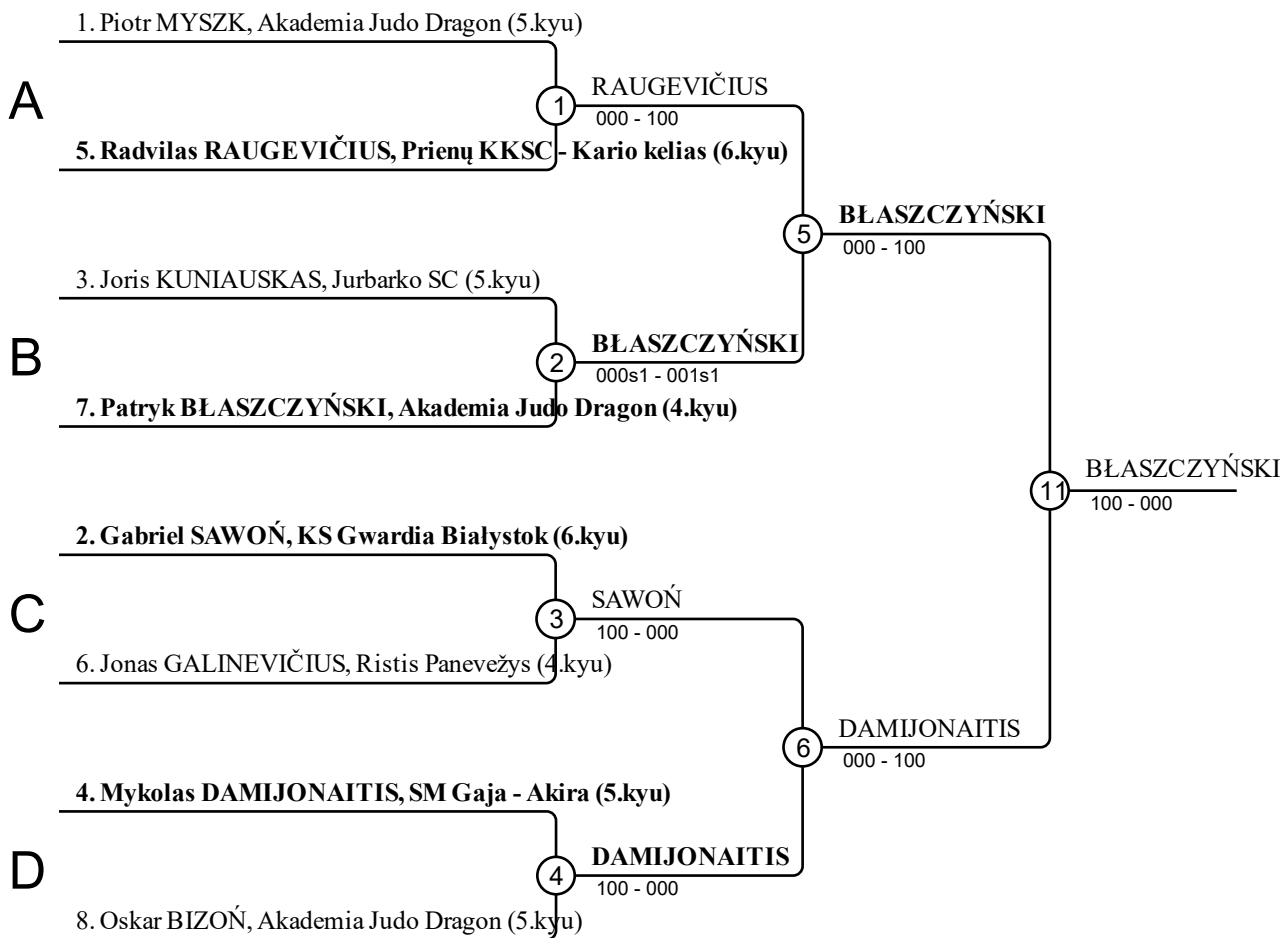 1. Piotr MYSZK, Akademia Judo Dragon (5.kyu)
A
1
RAUGEVIČIUS
000 - 100
5. Radvilas RAUGEVIČIUS, Prienų KKSC - Kario kelias (6.kyu)
5
BŁASZCZYŃSKI
000 - 100
3. Joris KUNIAUSKAS, Jurbarko SC (5.kyu)
B
2
BŁASZCZYŃSKI
000s1 - 001s1
7. Patryk BŁASZCZYŃSKI, Akademia Judo Dragon (4.kyu)
11
BŁASZCZYŃSKI
100 - 000
2. Gabriel SAWOŃ, KS Gwardia Białystok (6.kyu)
C
3
SAWOŃ
100 - 000
6. Jonas GALINEVIČIUS, Ristis Panevežys (4.kyu)
6
DAMIJONAITIS
000 - 100
4. Mykolas DAMIJONAITIS, SM Gaja - Akira (5.kyu)
D
4
DAMIJONAITIS
100 - 000
8. Oskar BIZOŃ, Akademia Judo Dragon (5.kyu)